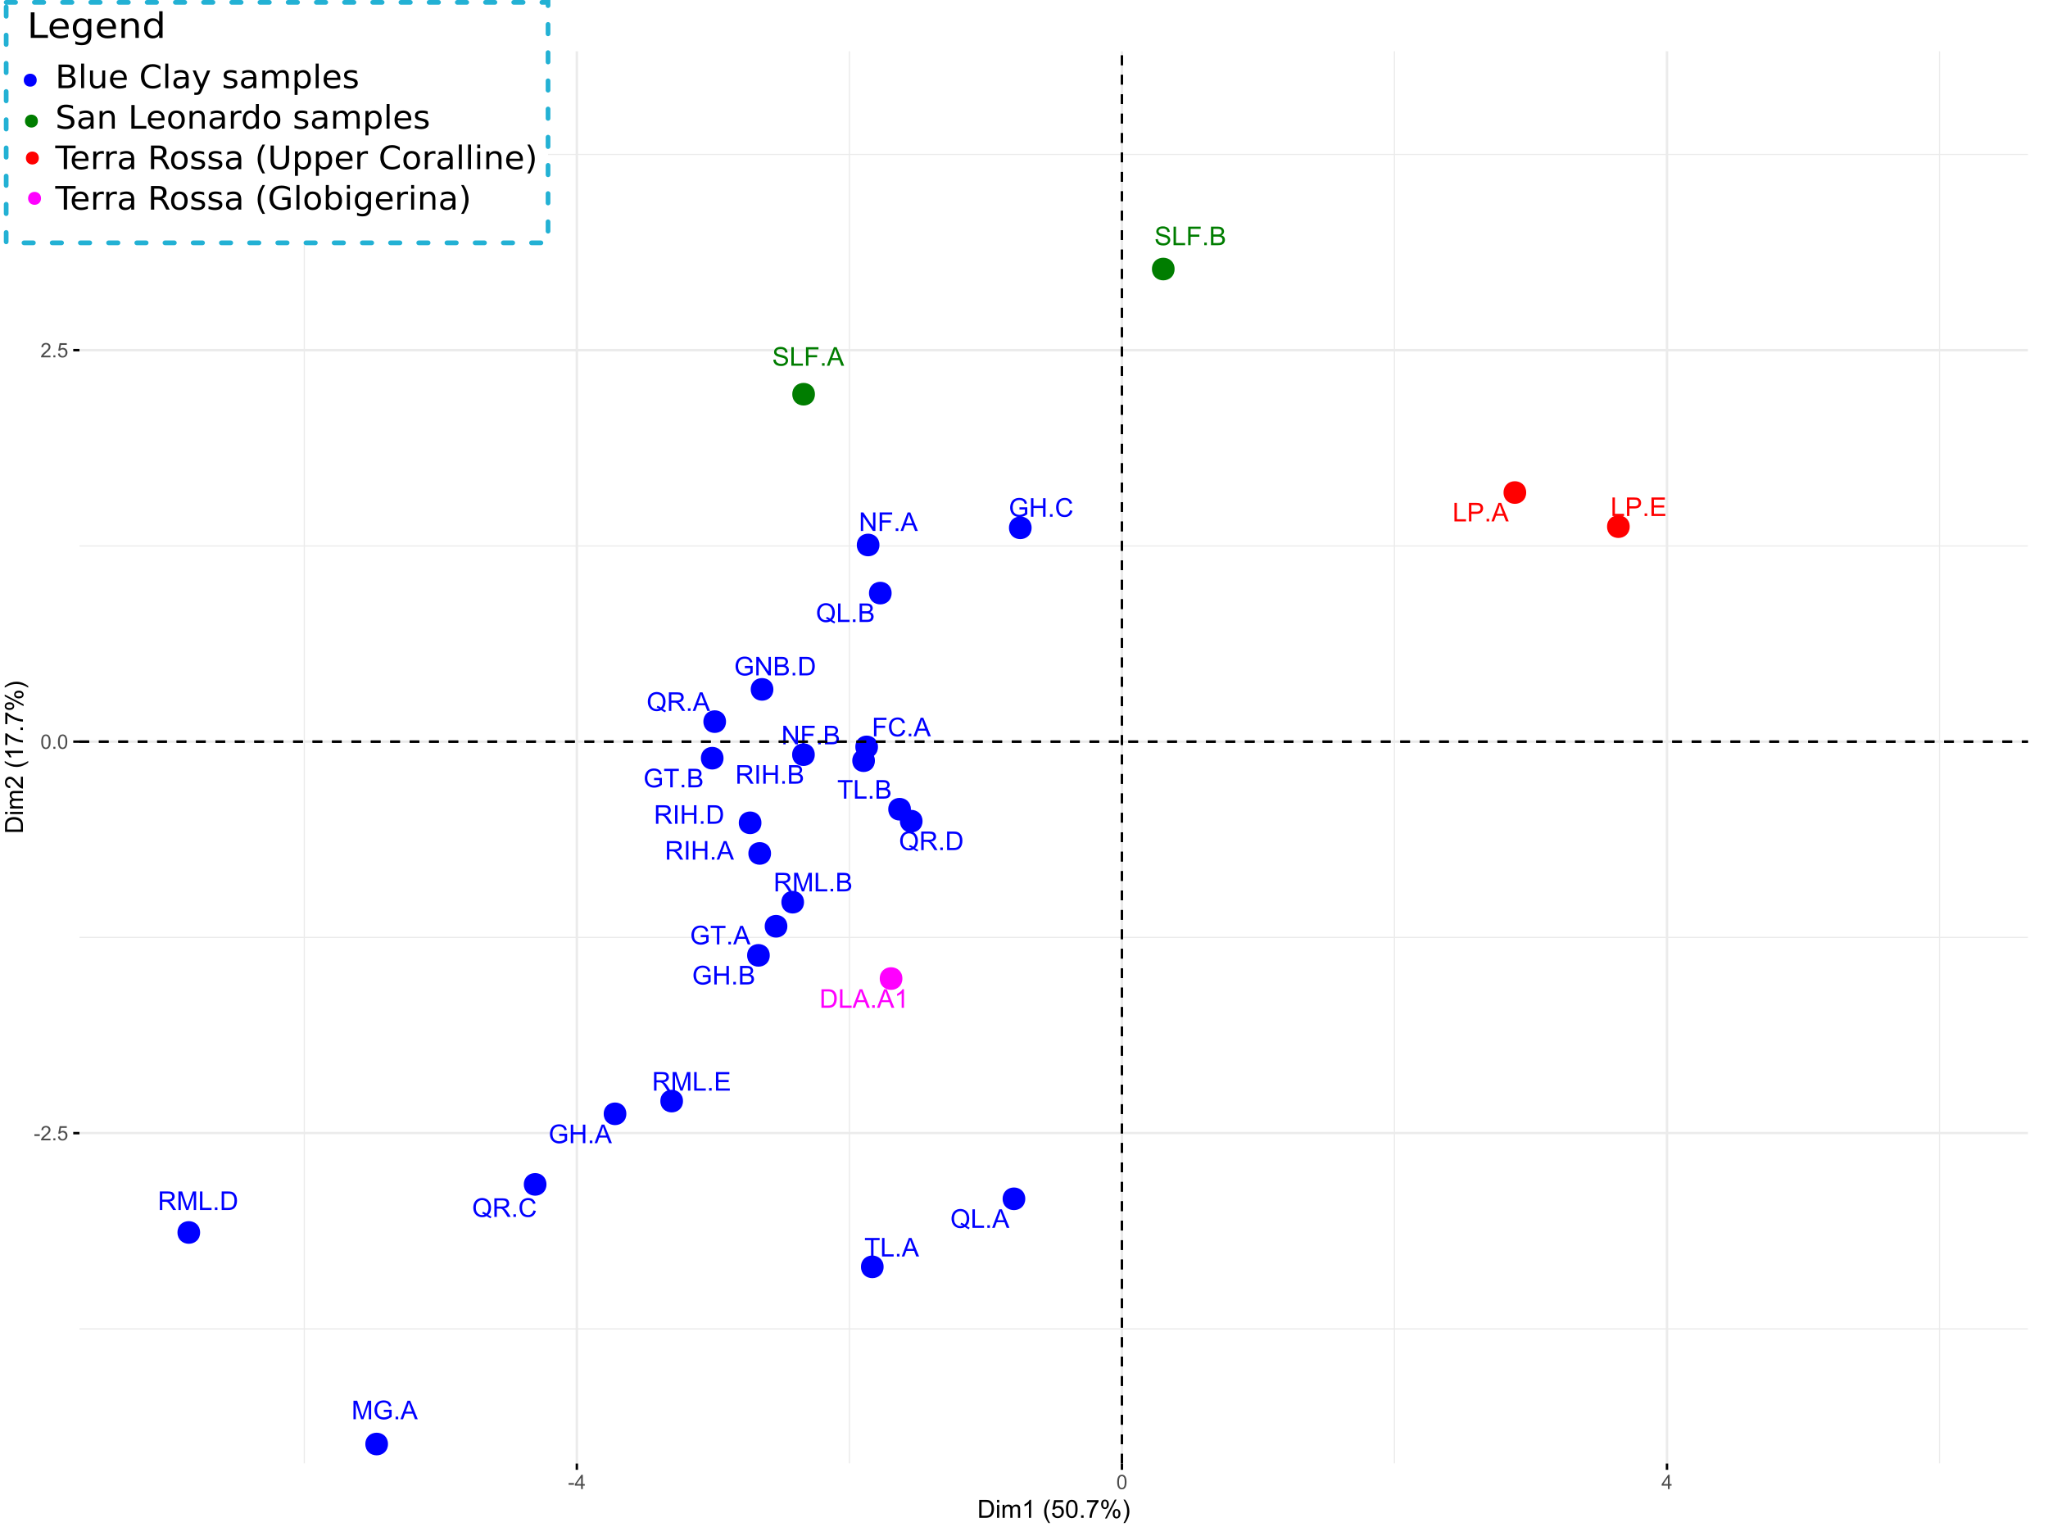 Legend
Blue Clay samples
San Leonardo samples
Terra Rossa (Upper Coralline)
Terra Rossa (Globigerina)
SLF.B
2.5
SLF.A
LP.A
LP.E
GH.C
NF.A
QL.B
GNB.D
QR.A
NF.B
FC.A
0.0
GT.B
RIH.B
TL.B
RIH.D
QR.D
RIH.A
RML.B
GT.A
GH.B
DLA.A1
RML.E
GH.A
-2.5
RML.D
QR.C
QL.A
TL.A
MG.A
-4
0
4
Dim1 (50.7%)
Dim2 (17.7%)